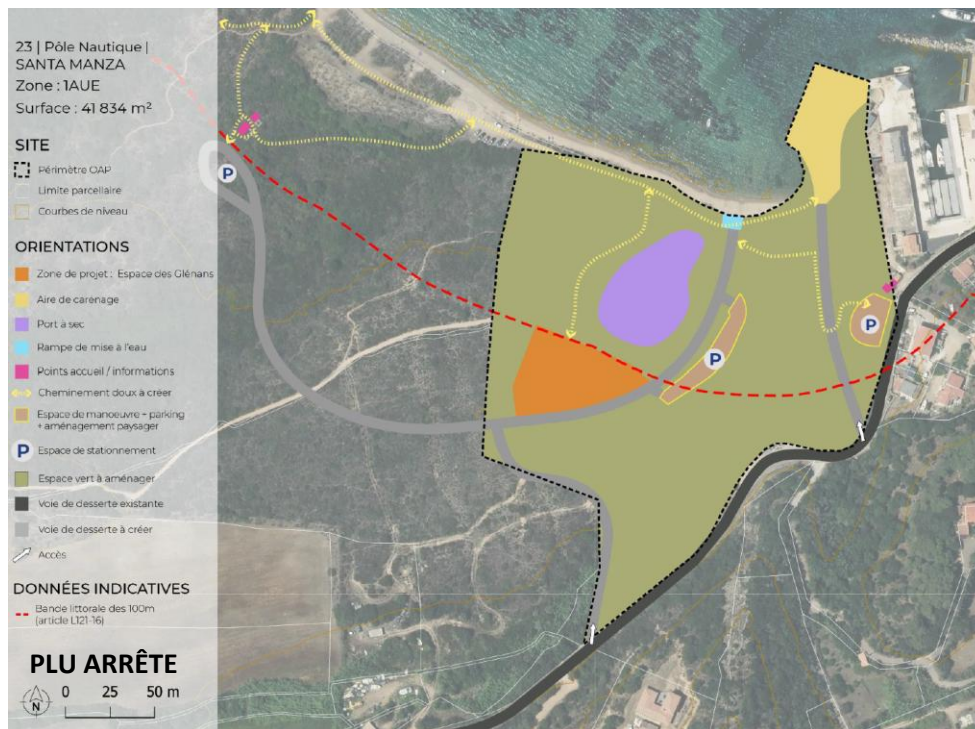 23 | Pôle Nautique |
SANTA MANZA
Zone : 1AUE
Surface : 41 834 m²
SITE
Périmètre OAP
Limite parcellaire
Courbes de niveau
ORIENTATIONS
Zone de projet : Espace des Glénans
Aire de carénage
Port à sec
Rampe de mise à l'eau
Points accueil / informations
Cheminement doux à créer
Espace de manoeuvre + parking
+ aménagement paysager
P Espace de stationnement
Espace vert à aménager
Voie de desserte existante
Voie de desserte à créer
Accès
DONNÉES INDICATIVES
Bande littorale des 100m
(article L121-16)
PLU ARRÊTE
N
0 25 50 m
P
P
P